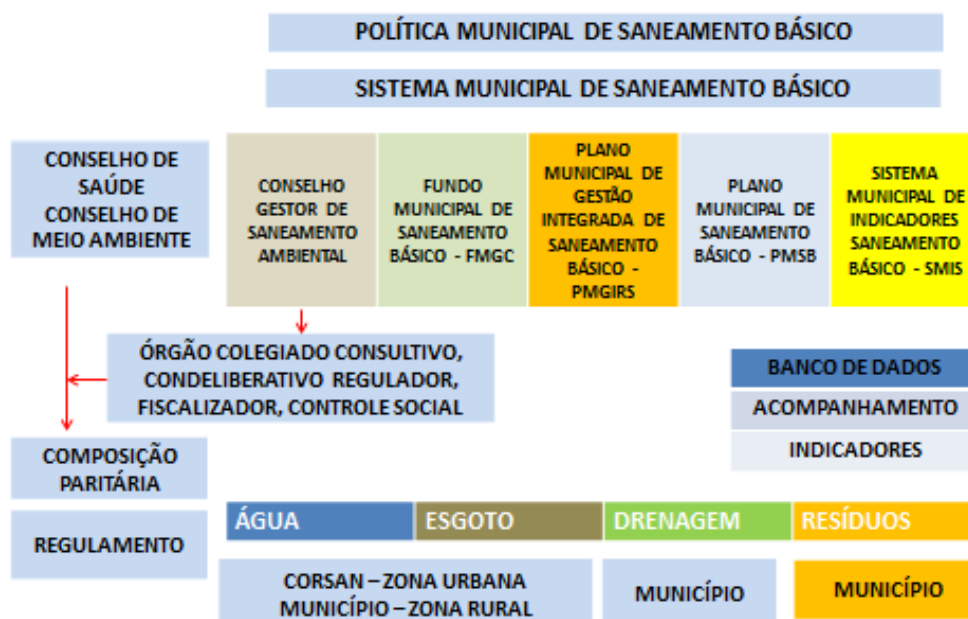 POLÍTICA MUNICIPAL DE SANEAMENTO BÁSICO
SISTEMA MUNICIPAL DE SANEAMENTO BÁSICO
CONSELHO DE
SAÚDE
CONSELHO DE
MEIO AMBIENTE
CONSELHO
GESTOR DE
SANEAMENTO
AMBIENTAL
FUNDO
MUNICIPAL DE
SANEAMENTO
BÁSICO - FMGC
PLANO
MUNICIPAL DE
GESTÃO
INTEGRADA DE
SANEAMENTO
BÁSICO -
PMGIRS
PLANO
MUNICIPAL DE
SANEAMENTO
BÁSICO - PMSB
SISTEMA
MUNICIPAL DE
INDICADORES
SANEAMENTO
BÁSICO - SMIS
ÓRGÃO COLEGIADO CONSULTIVO,
CONDELIBERATIVO REGULADOR,
FISCALIZADOR, CONTROLE SOCIAL
BANCO DE DADOS
ACOMPANHAMENTO
INDICADORES
COMPOSIÇÃO
PARITÁRIA
REGULAMENTO
ÁGUA
ESGOTO
DRENAGEM
RESÍDUOS
CORSAN – ZONA URBANA
MUNICÍPIO – ZONA RURAL
MUNICÍPIO
MUNICÍPIO